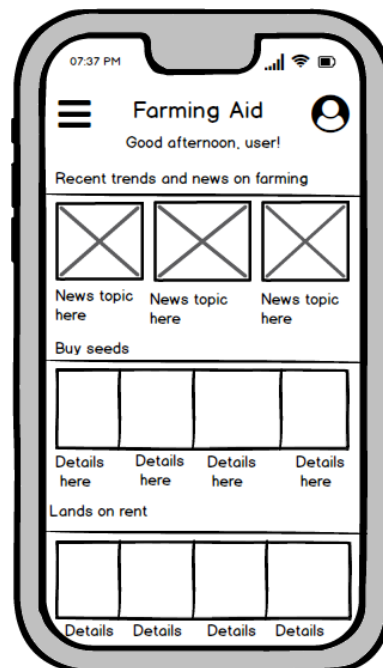 07:37 PM
Farming Aid
Good afternoon, user!
Recent trends and news on farming
News topic here
News topic here
News topic here
Buy seeds
Details here
Details here
Details here
Details here
Lands on rent
Details
Details
Details
Details